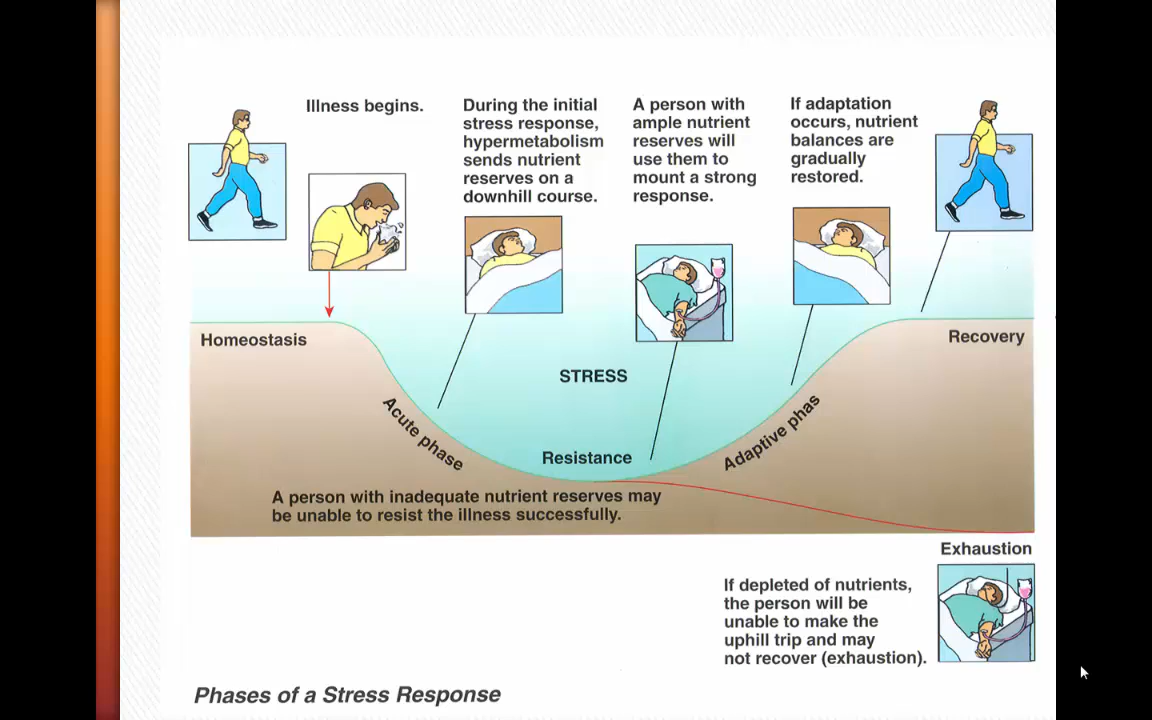 Illness begins.
During the initial
stress response,
hypermetabolism
sends nutrient
reserves on a
downhill course.
A person with
ample nutrient
reserves will
use them to
mount a strong
response.
If adaptation
occurs, nutrient
balances are
gradually
restored.
Homeostasis
Recovery
STRESS
Acute phase
Resistance
Adaptive phas
A person with inadequate nutrient reserves may
be unable to resist the illness successfully.
Exhaustion
If depleted of nutrients,
the person will be
unable to make the
uphill trip and may
not recover (exhaustion).
Phases of a Stress Response